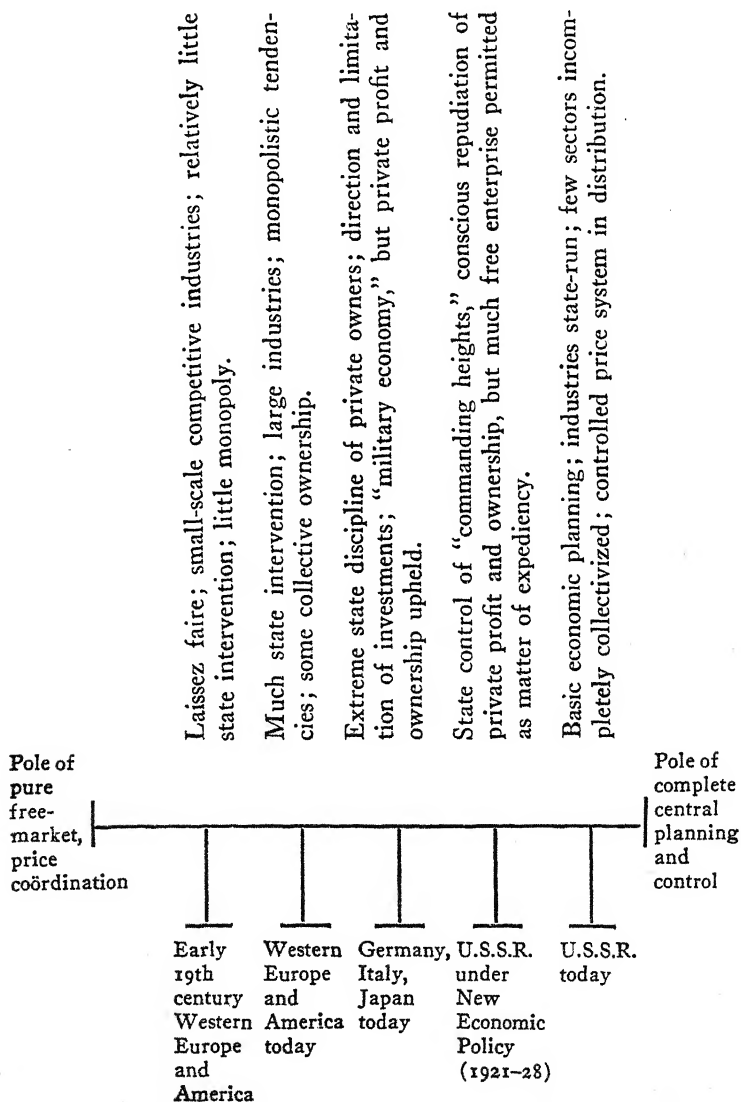 Laissez faire; small-scale competitive industries; relatively little
state intervention; little monopoly.
Much state intervention; large industries; monopolistic tenden-
cies; some collective ownership.
Extreme state discipline of private owners; direction and limita-
tion of investments; “military economy,” but private profit and
ownership upheld.
State control of “commanding heights,” conscious repudiation of
private profit and ownership, but much free enterprise permitted
as matter of expediency.
Basic economic planning; industries state-run; few sectors incom-
pletely collectivized; controlled price system in distribution.
Pole of
pure
free-
market,
price
coördination
Pole of
complete
central
planning
and
control
Early
19th
century
Western
Europe
and
America
Western
Europe
and
America
today
Germany,
Italy,
Japan
today
U.S.S.R.
under
New
Economic
Policy
(1921–28)
U.S.S.R.
today